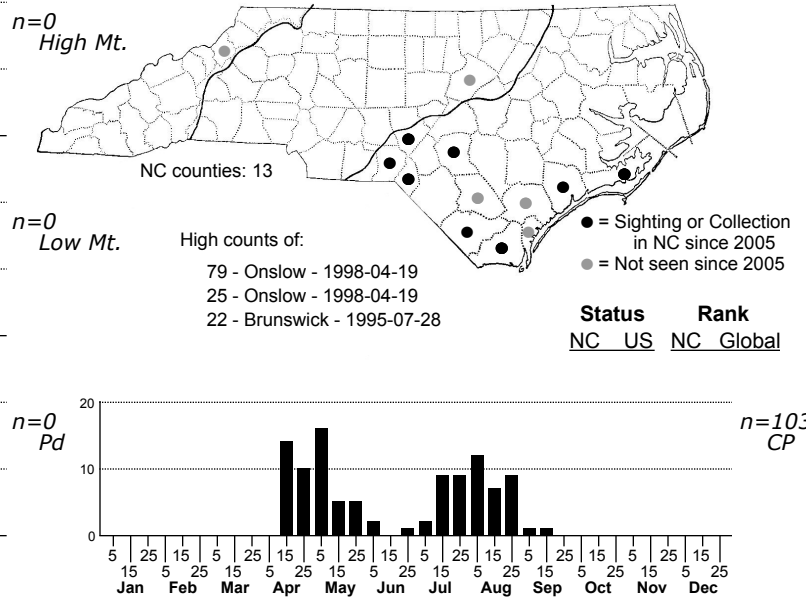 n=0
High Mt.
NC counties: 13
n=0
Low Mt.
High counts of:
79 - Onslow - 1998-04-19
25 - Onslow - 1998-04-19
22 - Brunswick - 1995-07-28
= Sighting or Collection
in NC since 2005
= Not seen since 2005
Status Rank
NC US NC Global
n=0
Pd
n=103
CP
20
10
0
5 15 25 5 15 25 5 15 25 5 15 25 5 15 25 5 15 25
15 5 25 15 5 25 15 5 25 15 5 25 15 5 25 15 5 25
Jan Feb Mar Apr May Jun Jul Aug Sep Oct Nov Dec